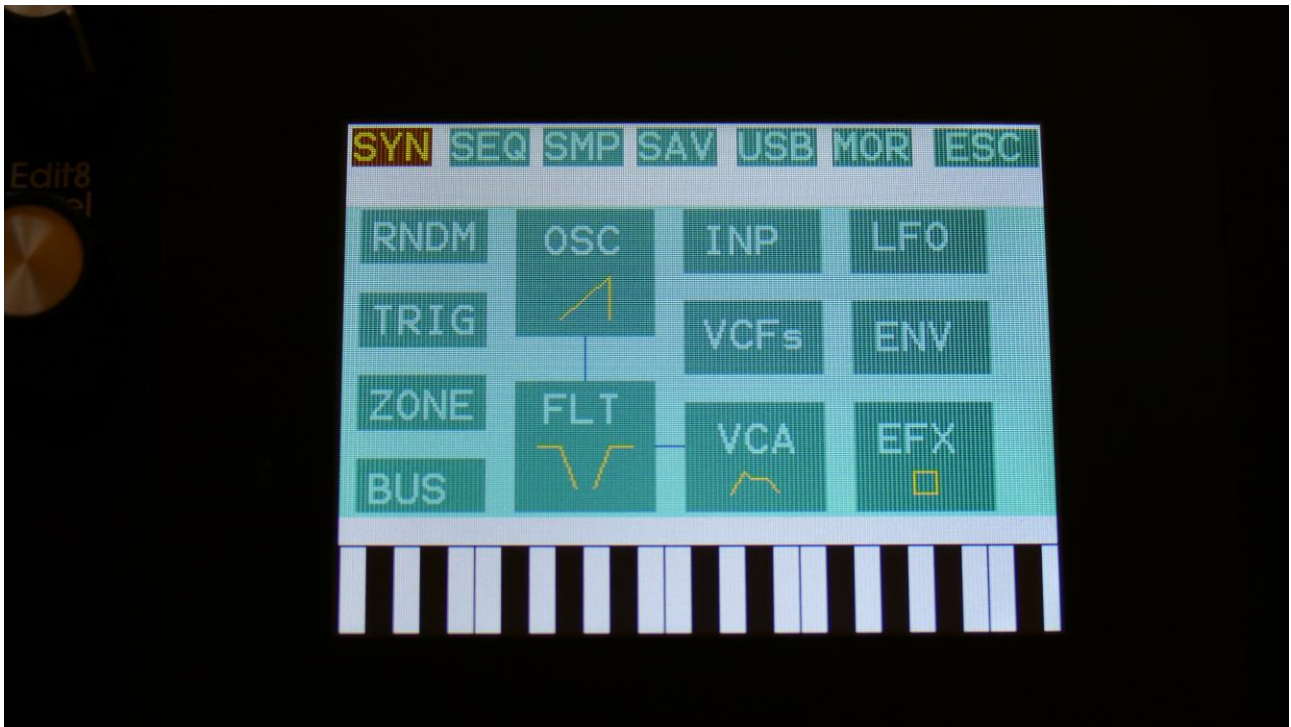 SYN SEQ SMP SAV USB MOR ESC
Edit8
RNDM OSC INP LFO
TRIG VCFs ENV
ZONE FLT VCA EFX
BUS